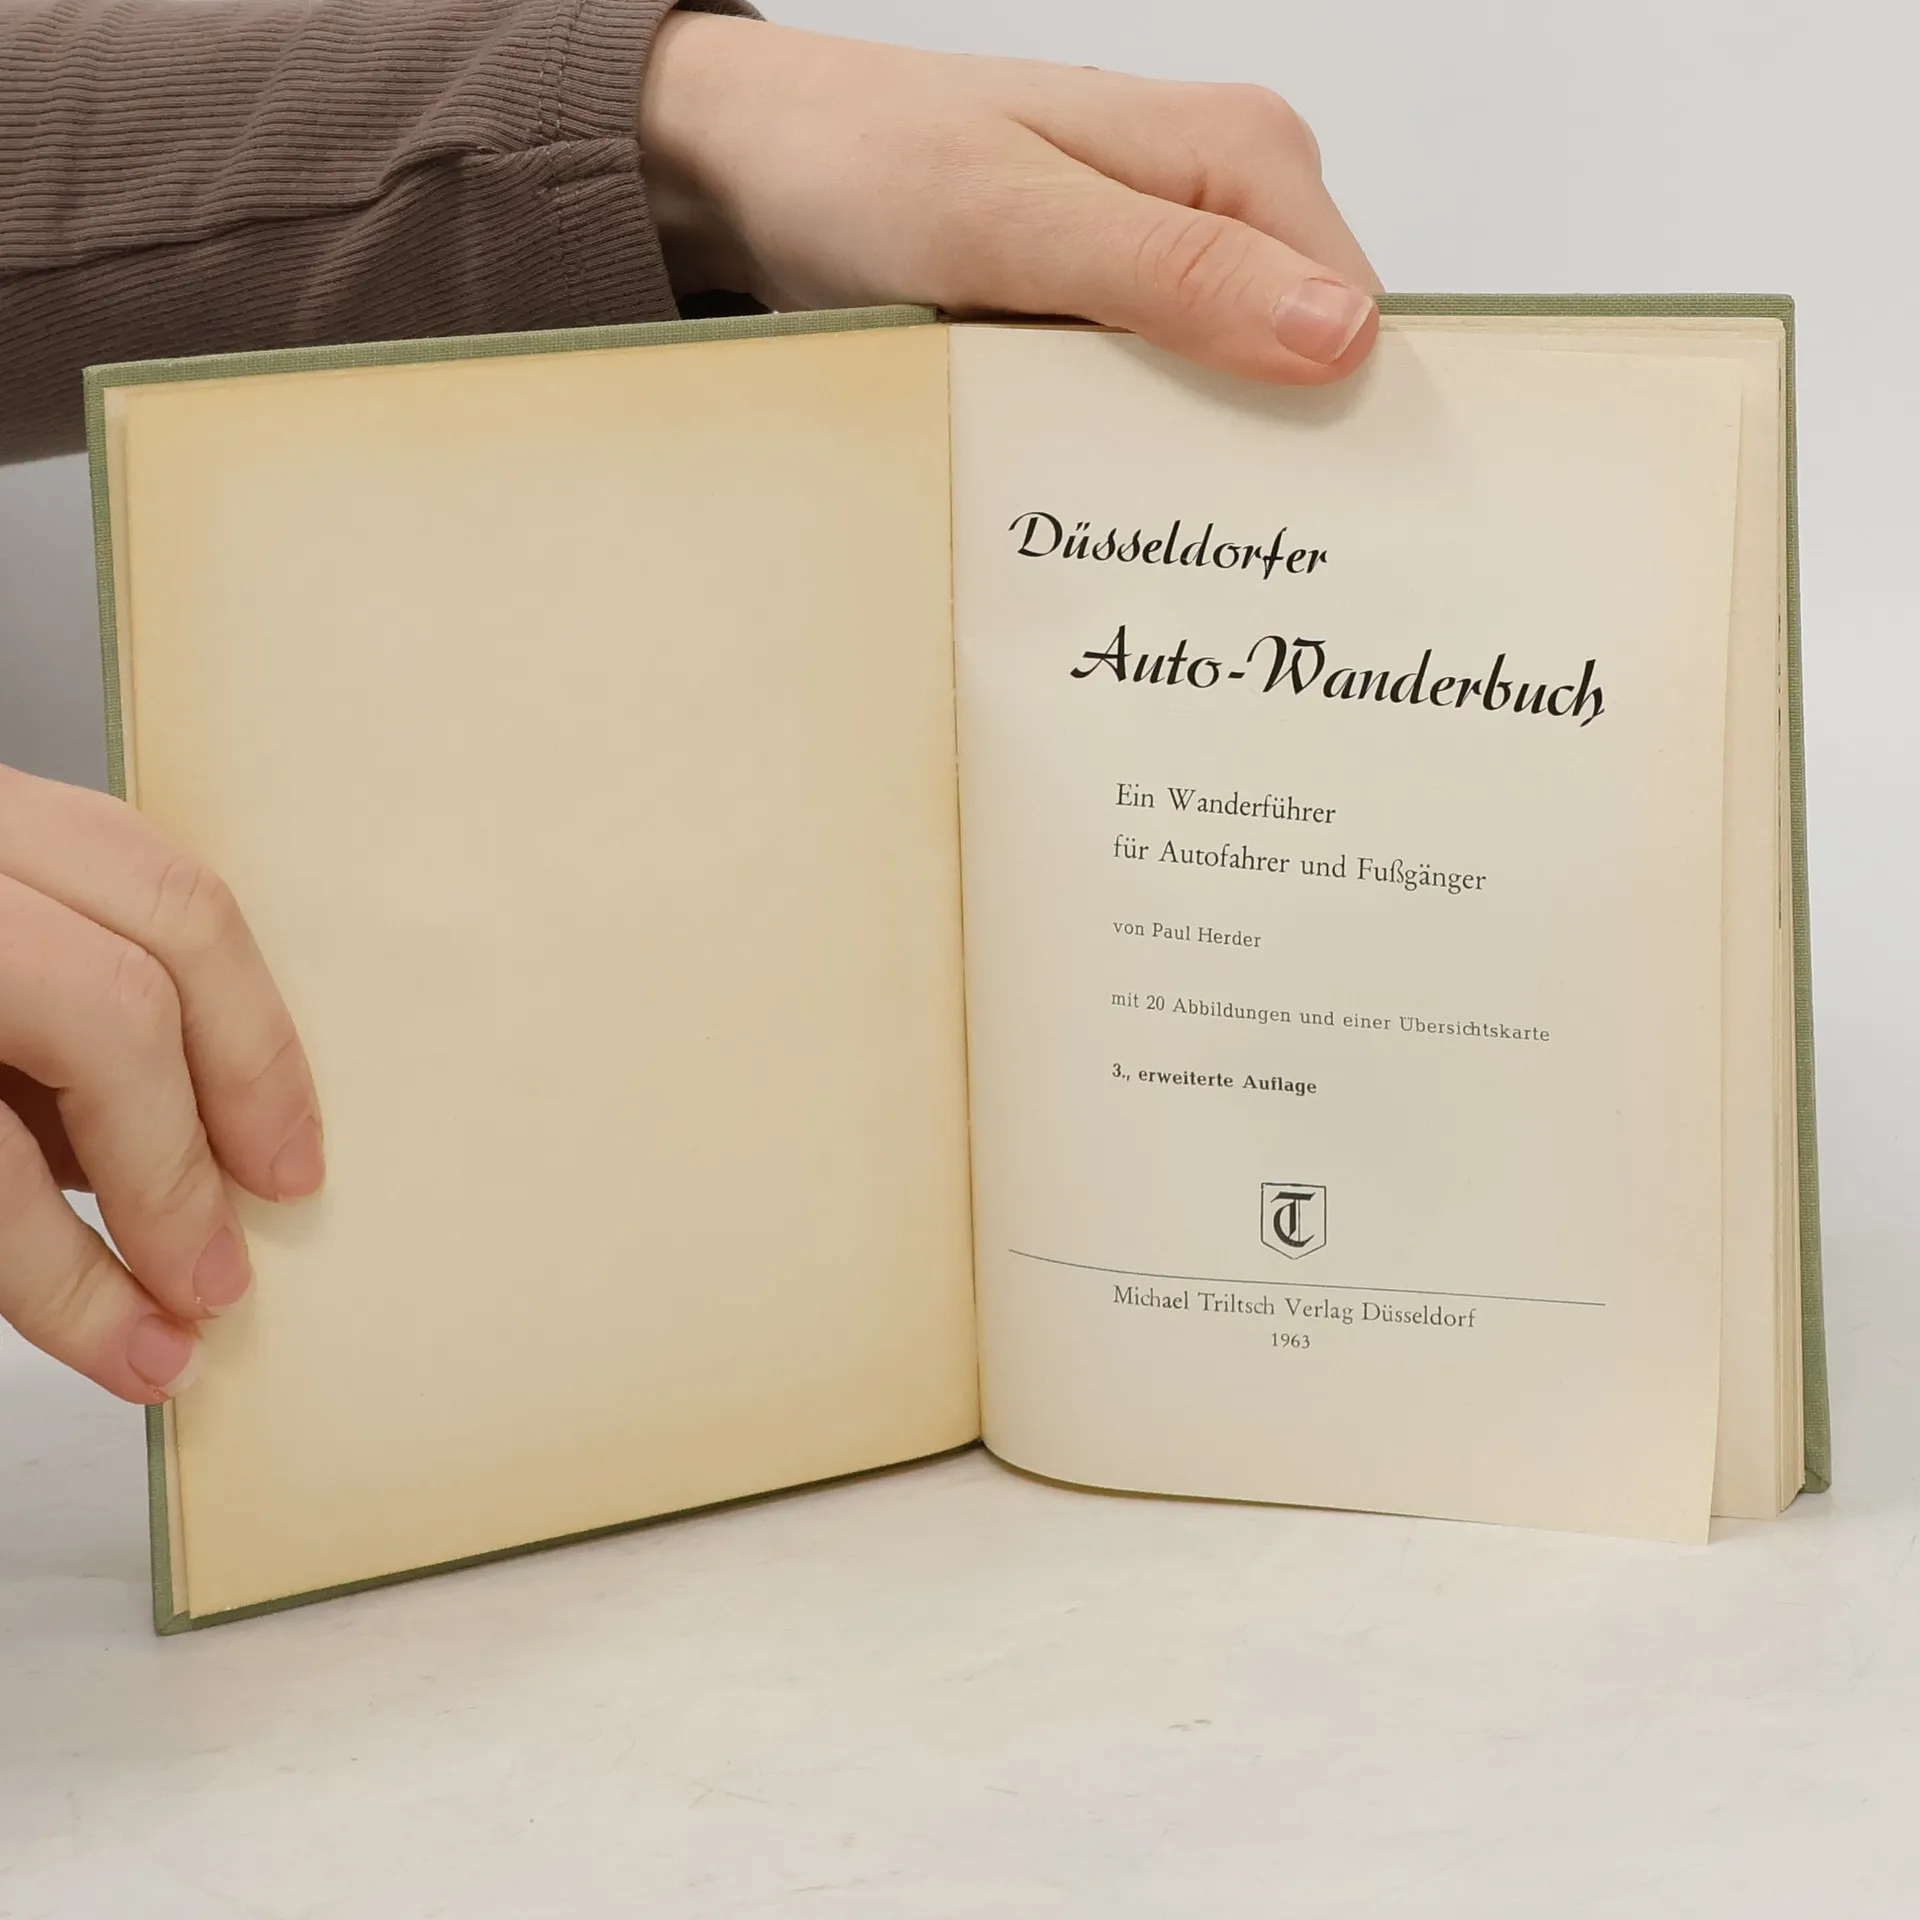 Düsseldorfer
Auto-Wanderbuch
Ein Wanderführer
für Autofahrer und Fußgänger
von Paul Herder
mit 20 Abbildungen und einer Übersichtskarte
3., erweiterte Auflage
T
Michael Triltsch Verlag Düsseldorf
1963